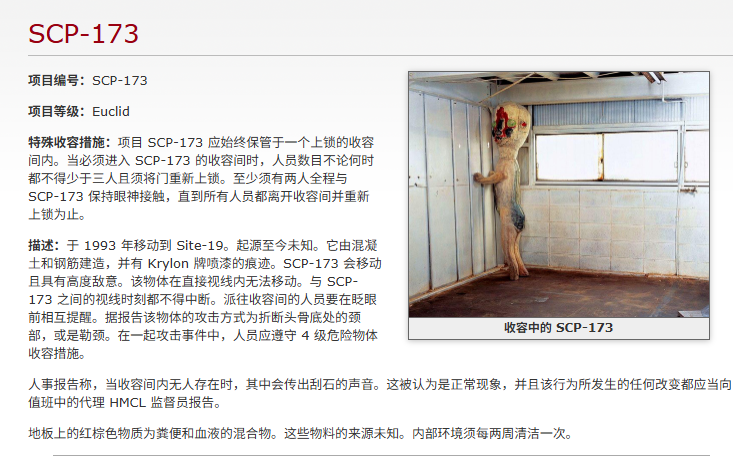 SCP-173
项目编号：SCP-173
项目等级：Euclid
特殊收容措施：项目 SCP-173 应始终保管于一个上锁的收容
间内。当必须进入 SCP-173 的收容间时，人员数目不论何时
都不得少于三人且须将门重新上锁。至少须有两人全程与
SCP-173 保持眼神接触，直到所有人员都离开收容间并重新
上锁为止。
描述：于 1993 年移动到 Site-19。起源至今未知。它由混凝
土和钢筋建造，并有 Krylon 牌喷漆的痕迹。SCP-173 会移动
且具有高度敌意。该物体在直接视线内无法移动。与 SCP-
173 之间的视线时刻都不得中断。派往收容间的人员要在眨眼
前相互提醒。据报告该物体的攻击方式为折断头骨底处的颈
部，或是勒颈。在一起攻击事件中，人员应遵守 4 级危险物体
收容措施。
收容中的 SCP-173
人事报告称，当收容间内无人存在时，其中会传出刮石的声音。这被认为是正常现象，并且该行为所发生的任何改变都应当向
值班中的代理 HMCL 监督员报告。
地板上的红棕色物质为粪便和血液的混合物。这些物料的来源未知。内部环境须每两周清洁一次。